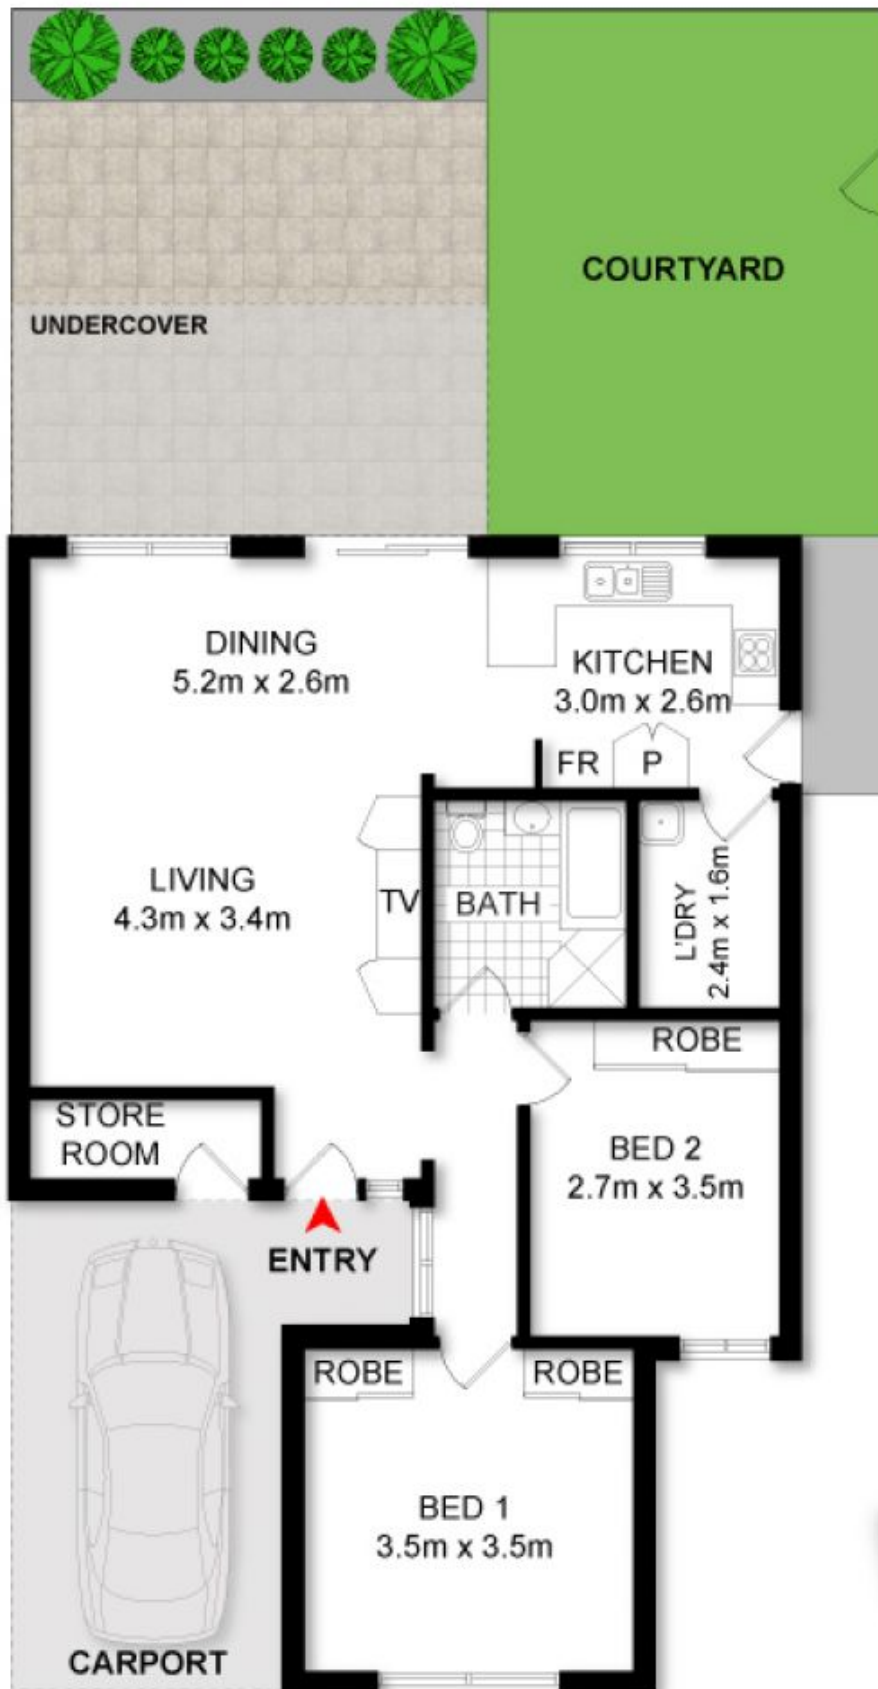 COURTYARD
UNDERCOVER
DINING
5.2m x 2.6m
KITCHEN
3.0m x 2.6m
FR
P
LIVING
4.3m x 3.4m
TV
BATH
L'DRY
2.4m x 1.6m
ROBE
STORE
ROOM
BED 2
2.7m x 3.5m
ENTRY
ROBE
ROBE
BED 1
3.5m x 3.5m
CARPORT